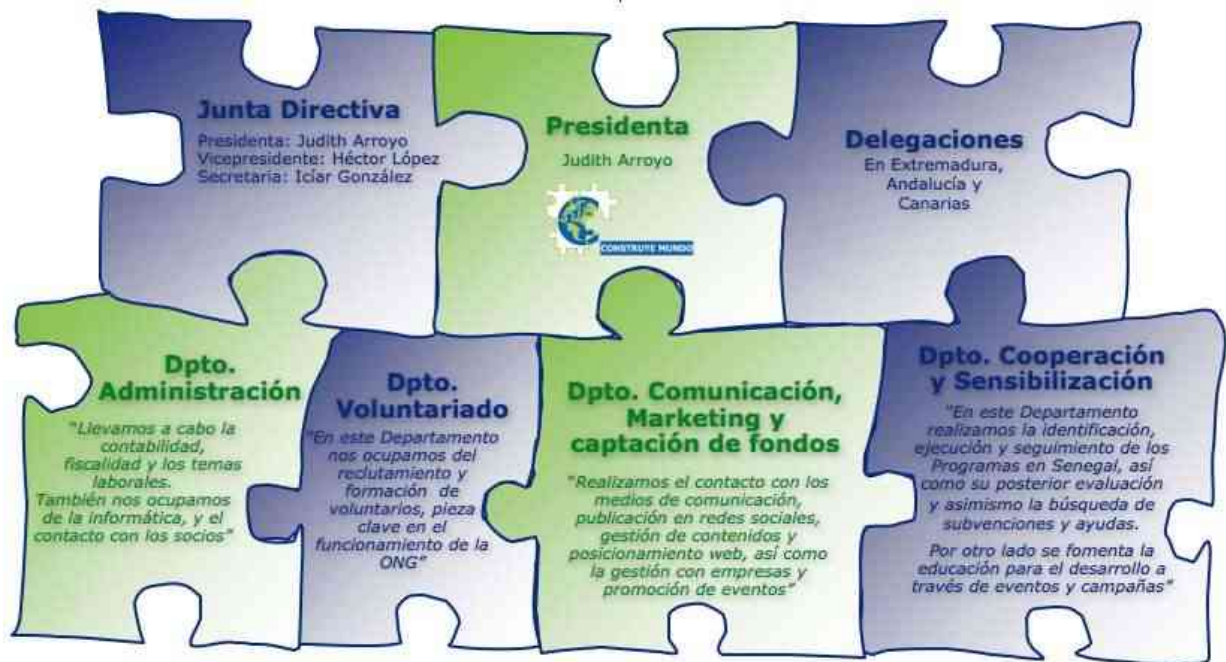 Junta Directiva
Presidenta: Judith Arroyo
Vicepresidente: Héctor López
Secretaria: Icíar González
Presidenta
Judith Arroyo
CONSTRUYE MUNDO
Delegaciones
En Extremadura,
Andalucía y
Canarias
Dpto.
Administración
"Llevamos a cabo la
contabilidad,
fiscalidad y los temas
laborales.
También nos ocupamos
de la informática, y el
contacto con los socios"
Dpto.
Voluntariado
"En este Departamento
nos ocupamos del
reclutamiento y
formación de
voluntarios, pieza
clave en el
funcionamiento de la
ONG"
Dpto. Comunicación,
Marketing y
captación de fondos
"Realizamos el contacto con los
medios de comunicación,
publicación en redes sociales,
gestión de contenidos y
posicionamiento web, así como
la gestión con empresas y
promoción de eventos"
Dpto. Cooperación
y Sensibilización
"En este Departamento
realizamos la identificación,
ejecución y seguimiento de los
Programas en Senegal, así
como su posterior evaluación
y asimismo la búsqueda de
subvenciones y ayudas.
Por otro lado se fomenta la
educación para el desarrollo a
través de eventos y campañas"